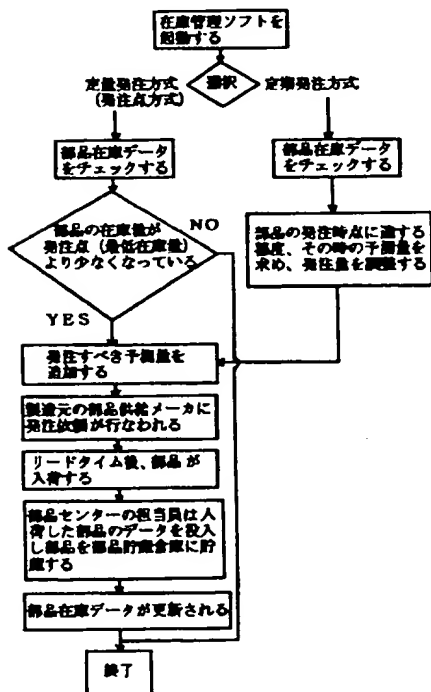 在庫管理ソフトを
起動する
選択
定量発注方式
(発注点方式)
定期発注方式
部品在庫データ
をチェックする
部品在庫データ
をチェックする
部品の在庫量が
発注点(最低在庫量)
より少なくなっている
NO
YES
部品の発注時点に達する
都度、その時の予測量を
求め、発注量を調整する
発注すべき予測量を
追加する
製造元の部品供給メーカに
発注依頼が行なわれる
リードタイム後、部品が
入荷する
部品センターの担当員は入
荷した部品のデータを投入
し部品を部品貯蔵倉庫に貯
蔵する
部品在庫データが更新される
終了